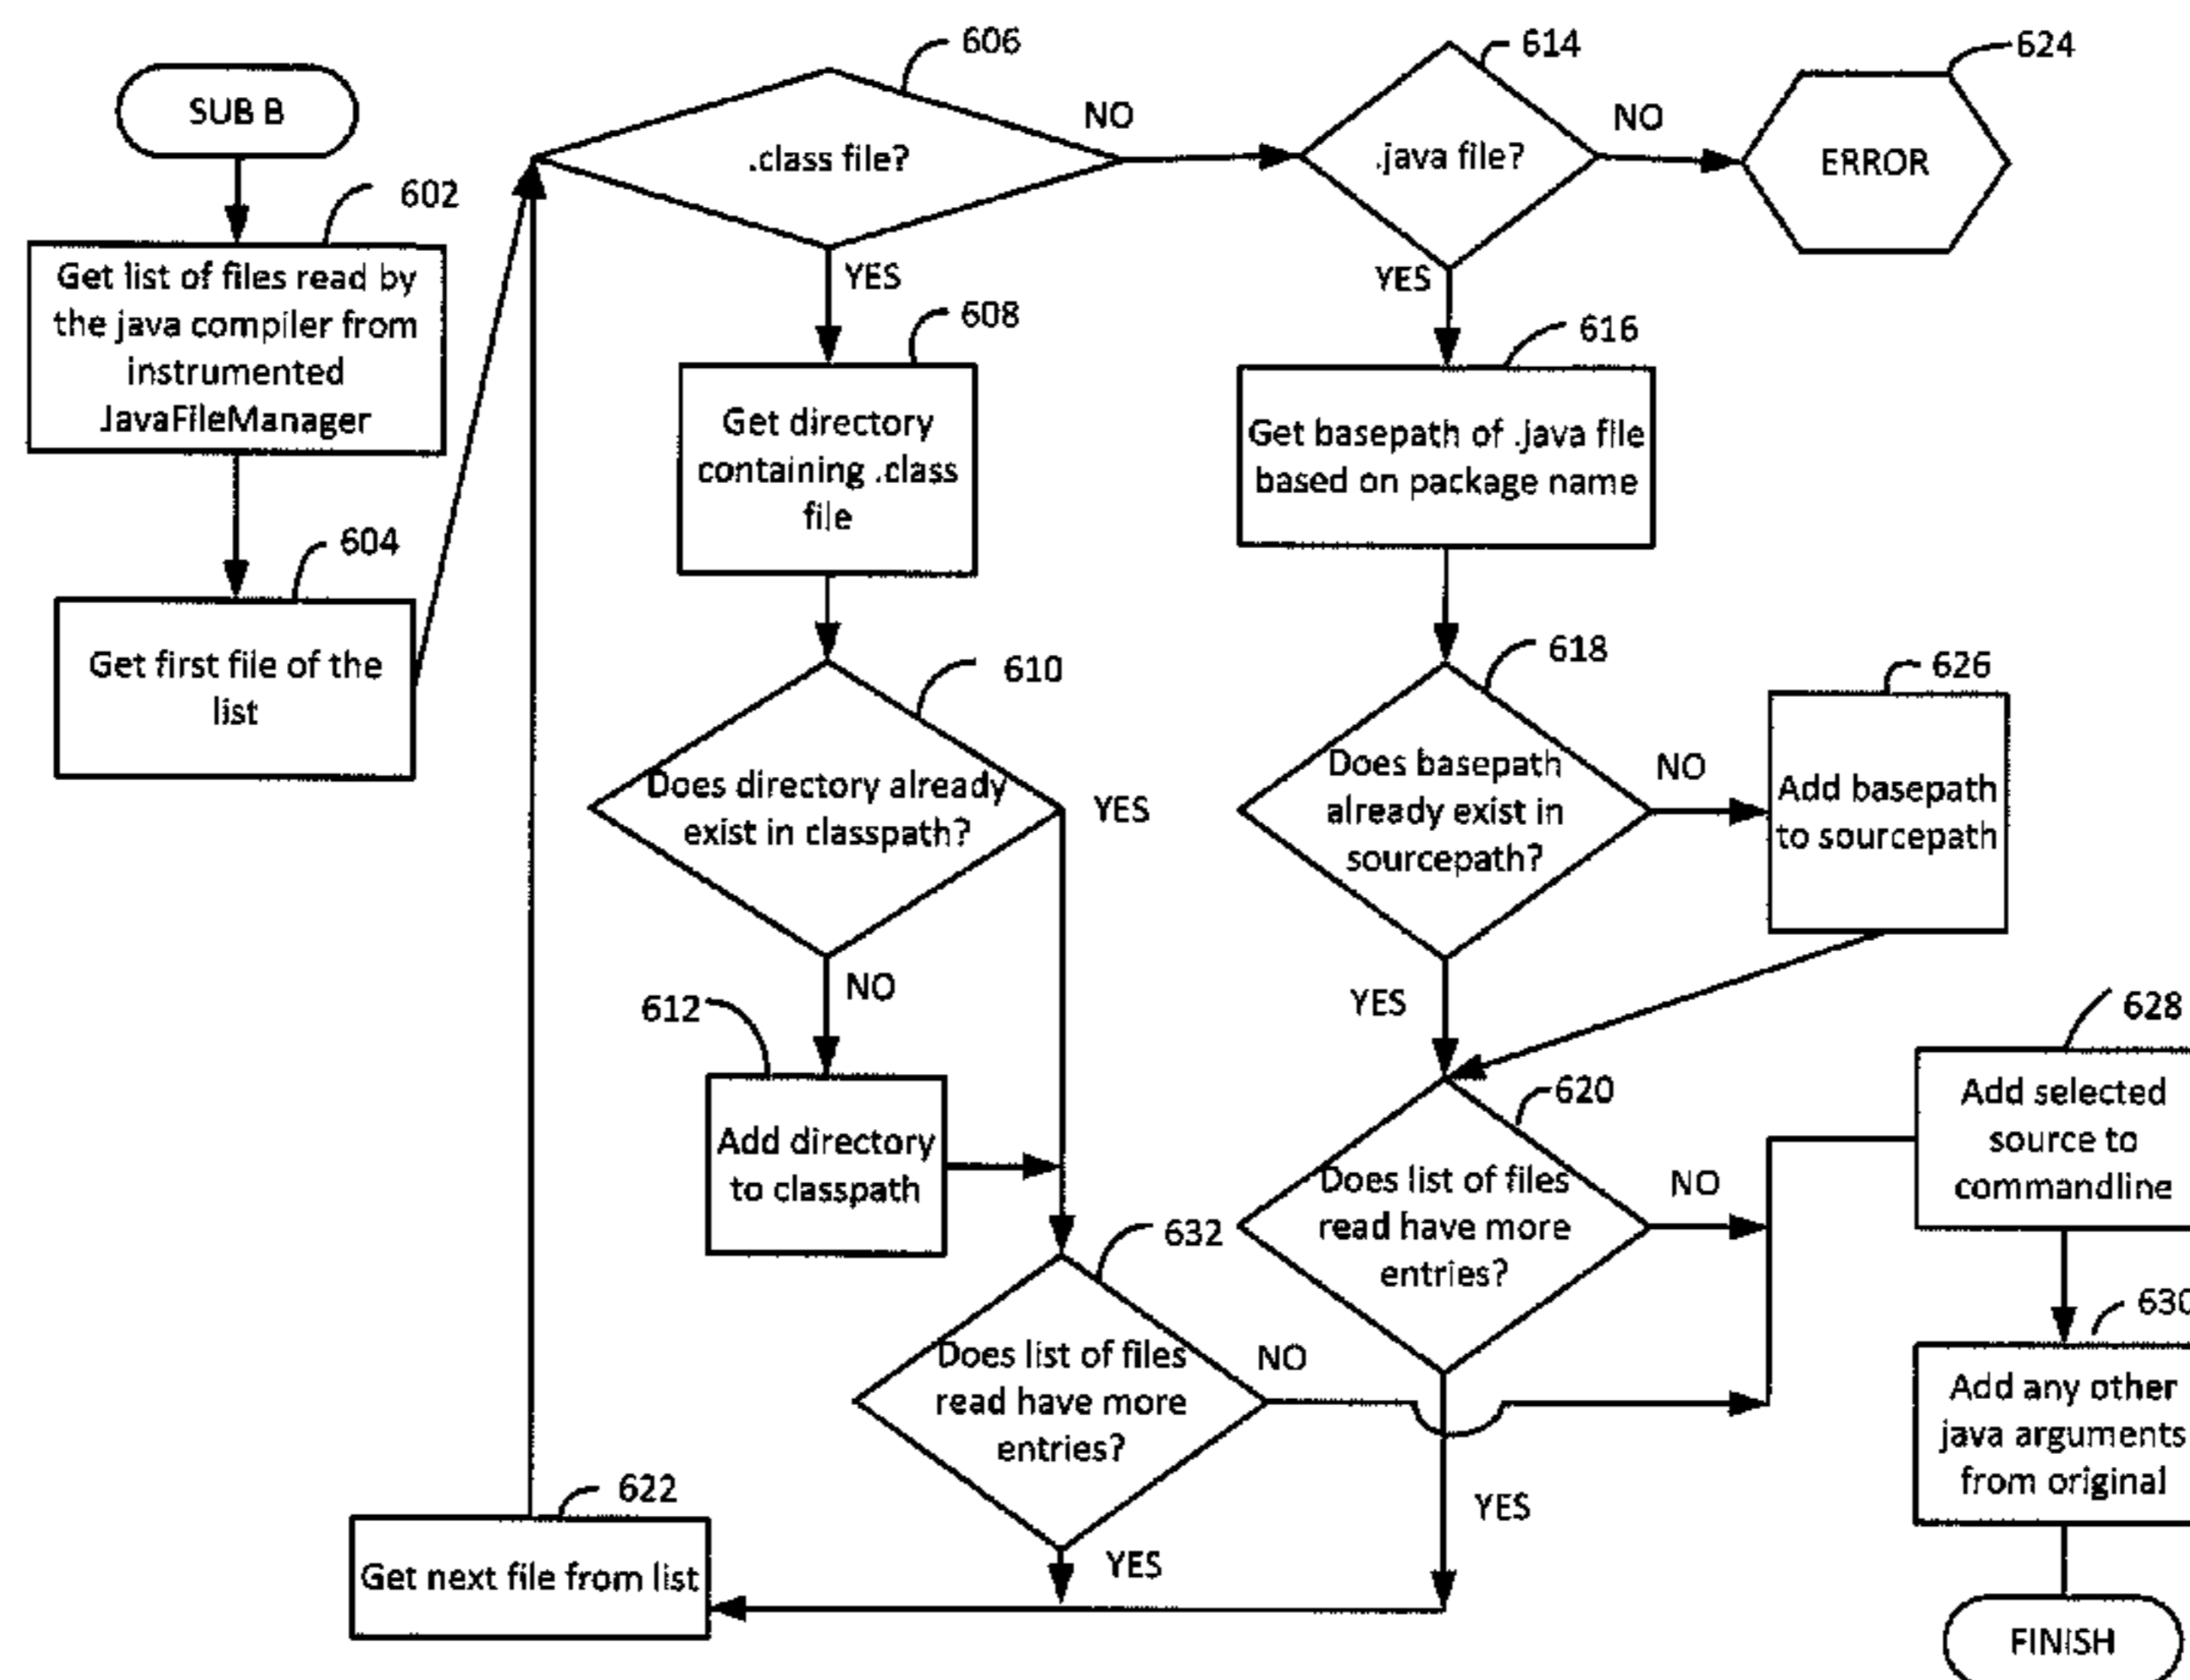 SUB B
602
Get list of files read by
the java compiler from
instrumented
JavaFileManager
604
Get first file of the
list
606
.class file?
NO
YES
608
Get directory
containing .class
file
610
Does directory already
exist in classpath?
YES
NO
612
Add directory
to classpath
632
Does list of files
read have more
entries?
NO
YES
622
Get next file from list
614
.java file?
NO
YES
624
ERROR
616
Get basepath of .java file
based on package name
618
Does basepath
already exist in
sourcepath?
NO
YES
626
Add basepath
to sourcepath
620
Does list of files
read have more
entries?
NO
YES
628
Add selected
source to
commandline
630
Add any other
java arguments
from original
FINISH